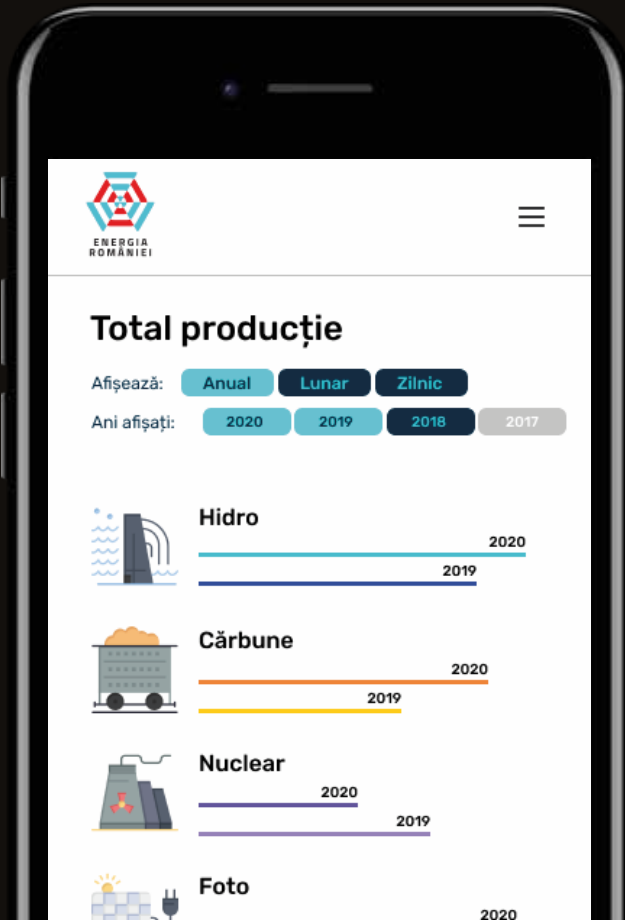 ENERGIA
ROMÂNIEI
Total producție
Afișează: Anual Lunar Zilnic
Ani afișați: 2020 2019 2018 2017
Hidro
2020
2019
Cărbune
2020
2019
Nuclear
2020
2019
Foto
2020